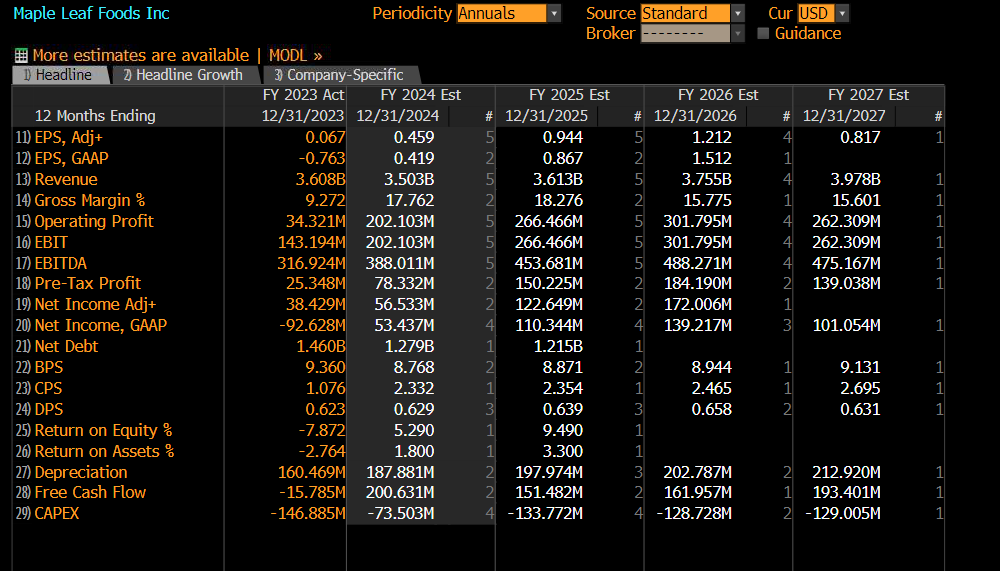 Maple Leaf Foods Inc Periodicity Annuals Source Standard Cur USD
Broker -------- Guidance
More estimates are available | MODL »
1) Headline 2) Headline Growth 3) Company-Specific
FY 2023 Act FY 2024 Est FY 2025 Est FY 2026 Est FY 2027 Est
12 Months Ending 12/31/2023 12/31/2024 # 12/31/2025 # 12/31/2026 # 12/31/2027 #
11) EPS, Adj+ 0.067 0.459 5 0.944 5 1.212 4 0.817 1
12) EPS, GAAP -0.763 0.419 2 0.867 2 1.512 1
13) Revenue 3.608B 3.503B 5 3.613B 5 3.755B 4 3.978B 1
14) Gross Margin % 9.272 17.762 2 18.276 2 15.775 1 15.601 1
15) Operating Profit 34.321M 202.103M 5 266.466M 5 301.795M 4 262.309M 1
16) EBIT 143.194M 202.103M 5 266.466M 5 301.795M 4 262.309M 1
17) EBITDA 316.924M 388.011M 5 453.681M 5 488.271M 4 475.167M 1
18) Pre-Tax Profit 25.348M 78.332M 2 150.225M 2 184.190M 2 139.038M 1
19) Net Income Adj+ 38.429M 56.533M 2 122.649M 2 172.006M 1
20) Net Income, GAAP -92.628M 53.437M 4 110.344M 4 139.217M 3 101.054M 1
21) Net Debt 1.460B 1.279B 1 1.215B 1
22) BPS 9.360 8.768 2 8.871 2 8.944 1 9.131 1
23) CPS 1.076 2.332 1 2.354 1 2.465 1 2.695 1
24) DPS 0.623 0.629 3 0.639 3 0.658 2 0.631 1
25) Return on Equity % -7.872 5.290 1 9.490 1
26) Return on Assets % -2.764 1.800 1 3.300 1
27) Depreciation 160.469M 187.881M 2 197.974M 3 202.787M 2 212.920M 1
28) Free Cash Flow -15.785M 200.631M 2 151.482M 2 161.957M 1 193.401M 1
29) CAPEX -146.885M -73.503M 4 -133.772M 4 -128.728M 2 -129.005M 1